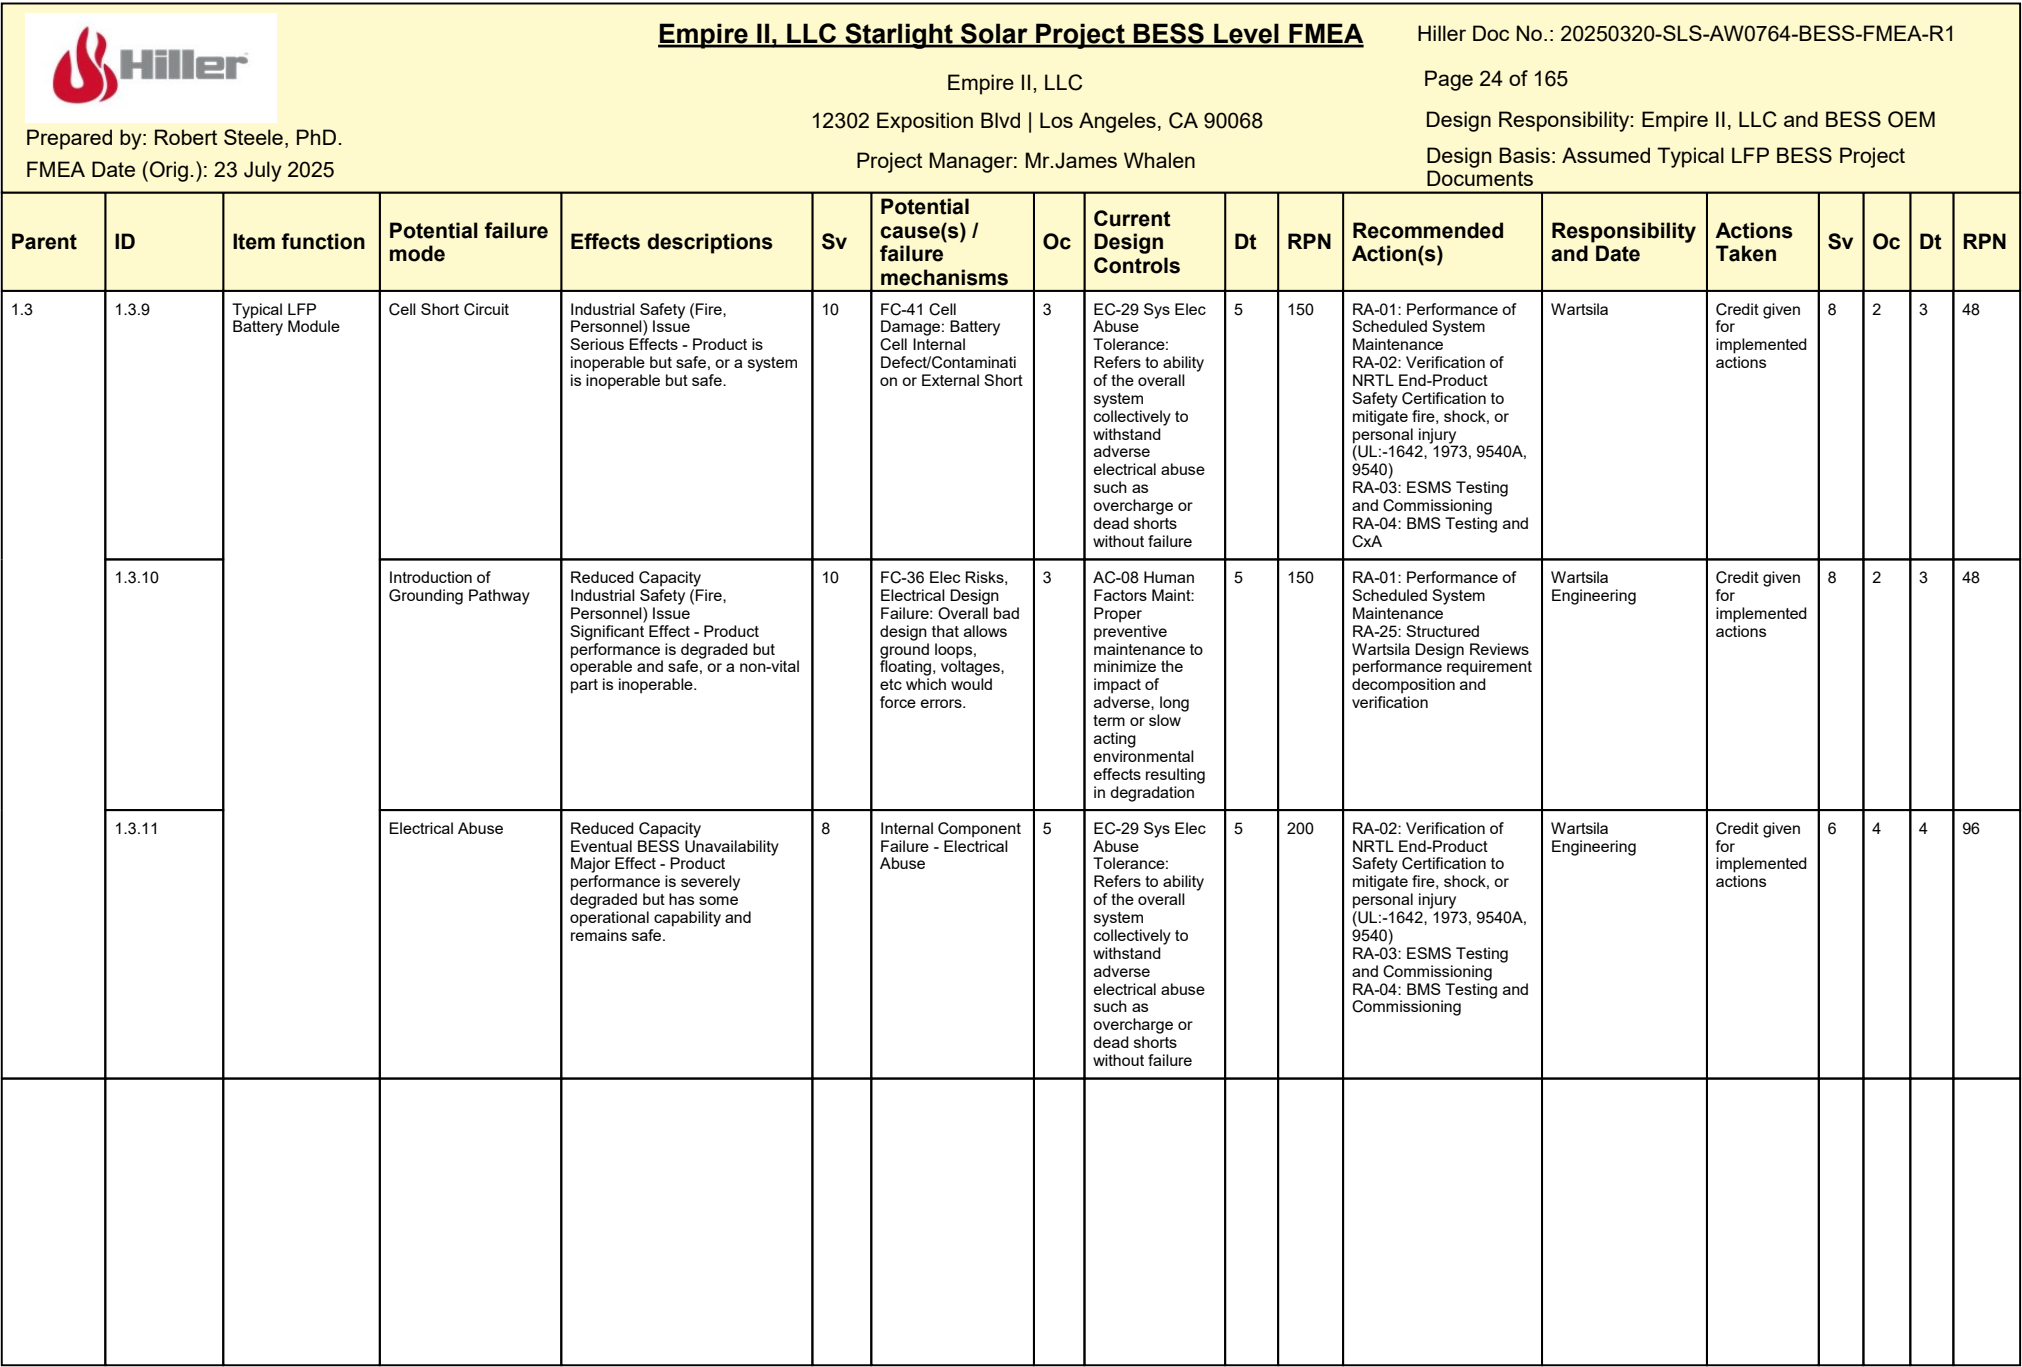 Hiller
Prepared by: Robert Steele, PhD.
FMEA Date (Orig.): 23 July 2025
Empire II, LLC Starlight Solar Project BESS Level FMEA
Empire II, LLC
12302 Exposition Blvd | Los Angeles, CA 90068
Project Manager: Mr.James Whalen
Hiller Doc No.: 20250320-SLS-AW0764-BESS-FMEA-R1
Page 24 of 165
Design Responsibility: Empire II, LLC and BESS OEM
Design Basis: Assumed Typical LFP BESS Project
Documents
Parent
ID
Item function
Potential failure
mode
Effects descriptions
Sv
Potential
cause(s) /
failure
mechanisms
Oc
Current
Design
Controls
Dt
RPN
Recommended
Action(s)
Responsibility
and Date
Actions
Taken
Sv
Oc
Dt
RPN
1.3
1.3.9
Typical LFP
Battery Module
Cell Short Circuit
Industrial Safety (Fire,
Personnel) Issue
Serious Effects - Product is
inoperable but safe, or a system
is inoperable but safe.
10
FC-41 Cell
Damage: Battery
Cell Internal
Defect/Contaminati
on or External Short
3
EC-29 Sys Elec
Abuse
Tolerance:
Refers to ability
of the overall
system
collectively to
withstand
adverse
electrical abuse
such as
overcharge or
dead shorts
without failure
5
150
RA-01: Performance of
Scheduled System
Maintenance
RA-02: Verification of
NRTL End-Product
Safety Certification to
mitigate fire, shock, or
personal injury
(UL:-1642, 1973, 9540A,
9540)
RA-03: ESMS Testing
and Commissioning
RA-04: BMS Testing and
CxA
Wartsila
Credit given
for
implemented
actions
8
2
3
48
1.3.10
Introduction of
Grounding Pathway
Reduced Capacity
Industrial Safety (Fire,
Personnel) Issue
Significant Effect - Product
performance is degraded but
operable and safe, or a non-vital
part is inoperable.
10
FC-36 Elec Risks,
Electrical Design
Failure: Overall bad
design that allows
ground loops,
floating, voltages,
etc which would
force errors.
3
AC-08 Human
Factors Maint:
Proper
preventive
maintenance to
minimize the
impact of
adverse, long
term or slow
acting
environmental
effects resulting
in degradation
5
150
RA-01: Performance of
Scheduled System
Maintenance
RA-25: Structured
Wartsila Design Reviews
performance requirement
decomposition and
verification
Wartsila
Engineering
Credit given
for
implemented
actions
8
2
3
48
1.3.11
Electrical Abuse
Reduced Capacity
Eventual BESS Unavailability
Major Effect - Product
performance is severely
degraded but has some
operational capability and
remains safe.
8
Internal Component
Failure - Electrical
Abuse
5
EC-29 Sys Elec
Abuse
Tolerance:
Refers to ability
of the overall
system
collectively to
withstand
adverse
electrical abuse
such as
overcharge or
dead shorts
without failure
5
200
RA-02: Verification of
NRTL End-Product
Safety Certification to
mitigate fire, shock, or
personal injury
(UL:-1642, 1973, 9540A,
9540)
RA-03: ESMS Testing
and Commissioning
RA-04: BMS Testing and
Commissioning
Wartsila
Engineering
Credit given
for
implemented
actions
6
4
4
96